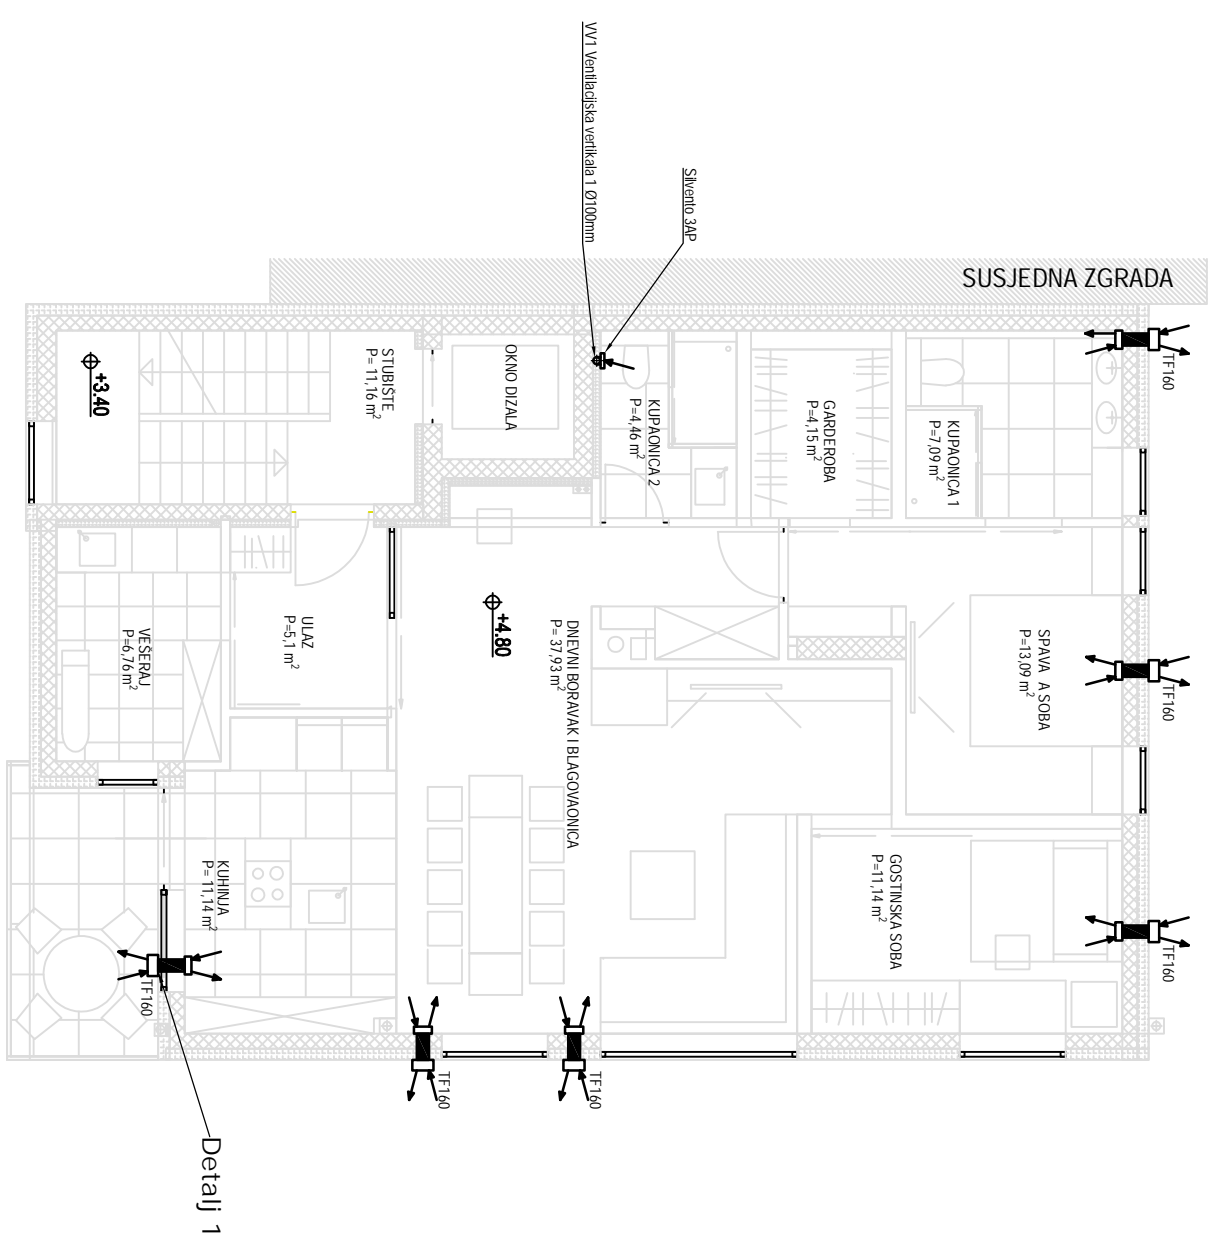 VV1 Ventilacijska vertikala 1 Ø100mm
Silvento 3AP
SUSJEDNA ZGRADA
TF160
STUBIŠTE
P= 11,16 m²
+3.40
OKNO DIZALA
KUPAONICA 2
P=4,46 m²
GARDEROBA
P=4,15 m²
KUPAONICA 1
P=7,09 m²
VEŠERAJ
P=6,76 m²
ULAZ
P=5,1 m²
+4.80
DNEVNI BORAVAK I BLAGOVAONICA
P= 37,93 m²
SPAVA A SOBA
P=13,09 m²
TF160
KUHINJA
P= 11,14 m²
GOSTINSKA SOBA
P=11,14 m²
TF160
TF160
TF160
TF160
Detalj 1